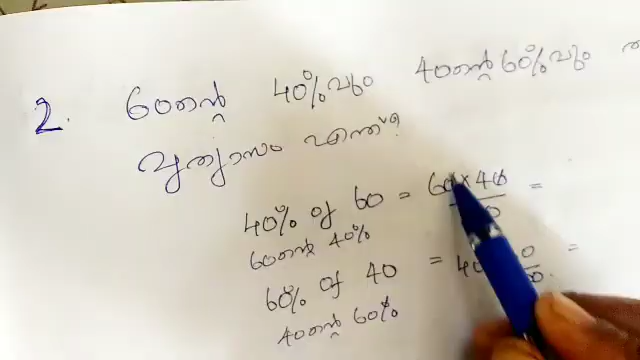 2. 60ന്റെ 40%വും 40ന്റെ 60%വും ത
വ്യത്യാസം എന്ത്?
40% of 60 = 60×40 =
60ന്റെ 40%
60% of 40 =
40ന്റെ 60%